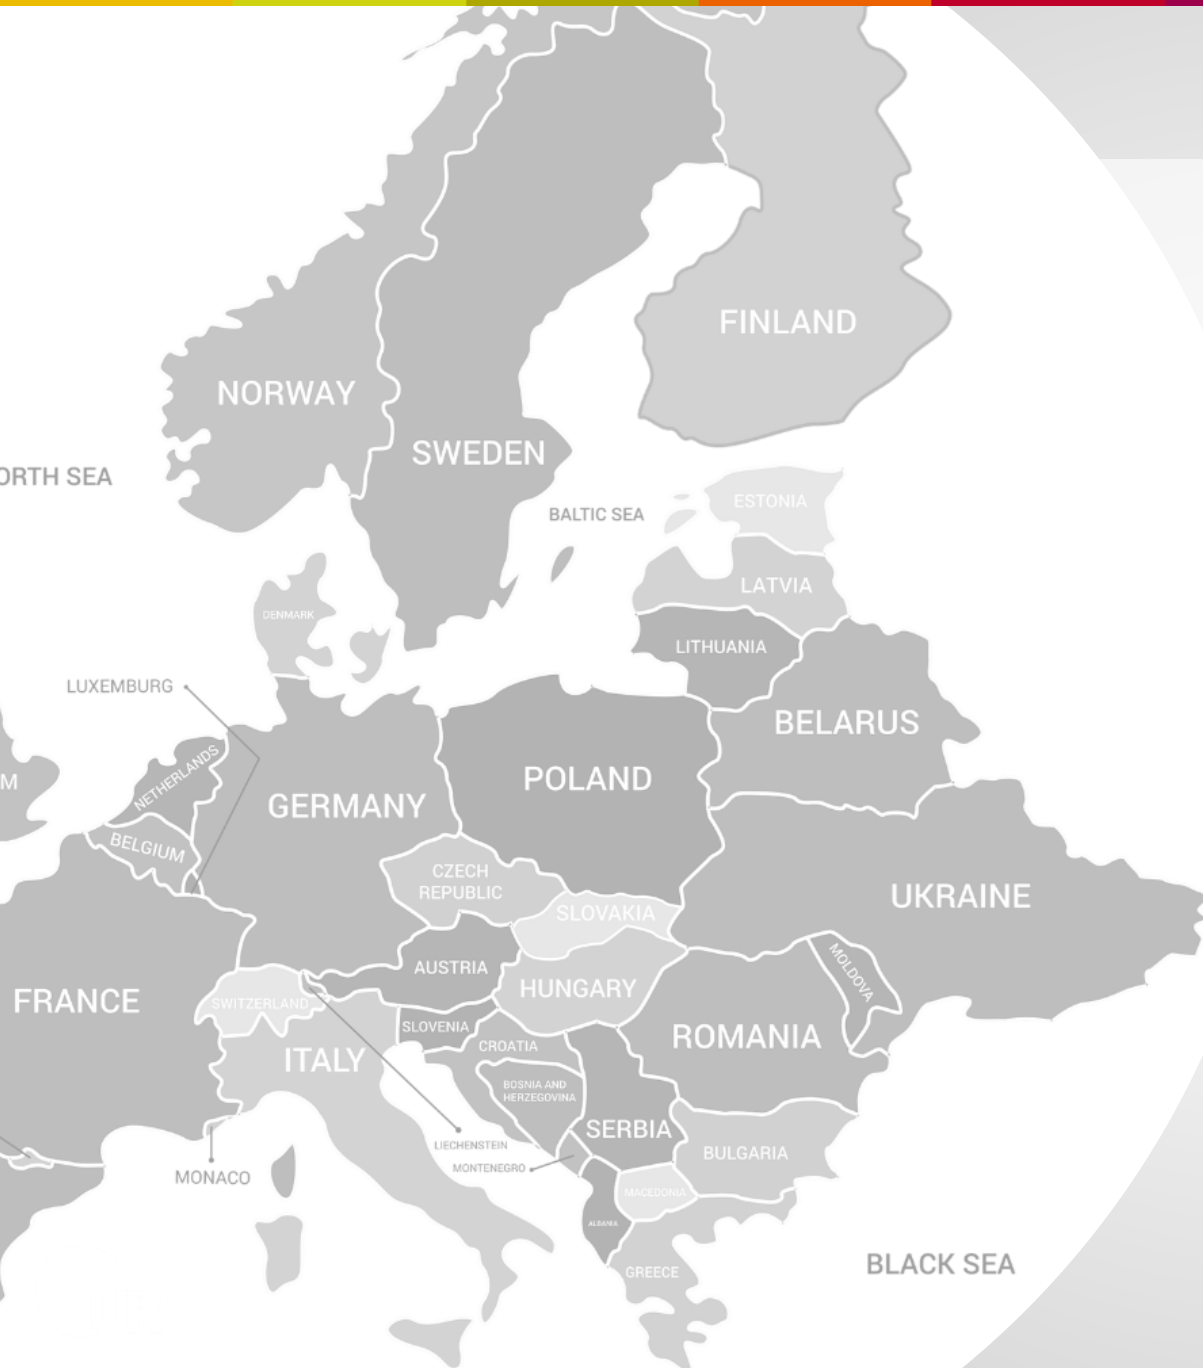 FINLAND
NORWAY
SWEDEN
ORTH SEA
ESTONIA
BALTIC SEA
LATVIA
DENMARK
LITHUANIA
LUXEMBURG
BELARUS
NETHERLANDS
M
POLAND
GERMANY
BELGIUM
CZECH
REPUBLIC
UKRAINE
SLOVAKIA
AUSTRIA
MOLDOVA
HUNGARY
FRANCE
SWITZERLAND
SLOVENIA
ROMANIA
CROATIA
ITALY
BOSNIA AND
HERZEGOVINA
SERBIA
LIECHENSTEIN
BULGARIA
MONTENEGRO
MONACO
MACEDONIA
ALBANIA
BLACK SEA
GREECE